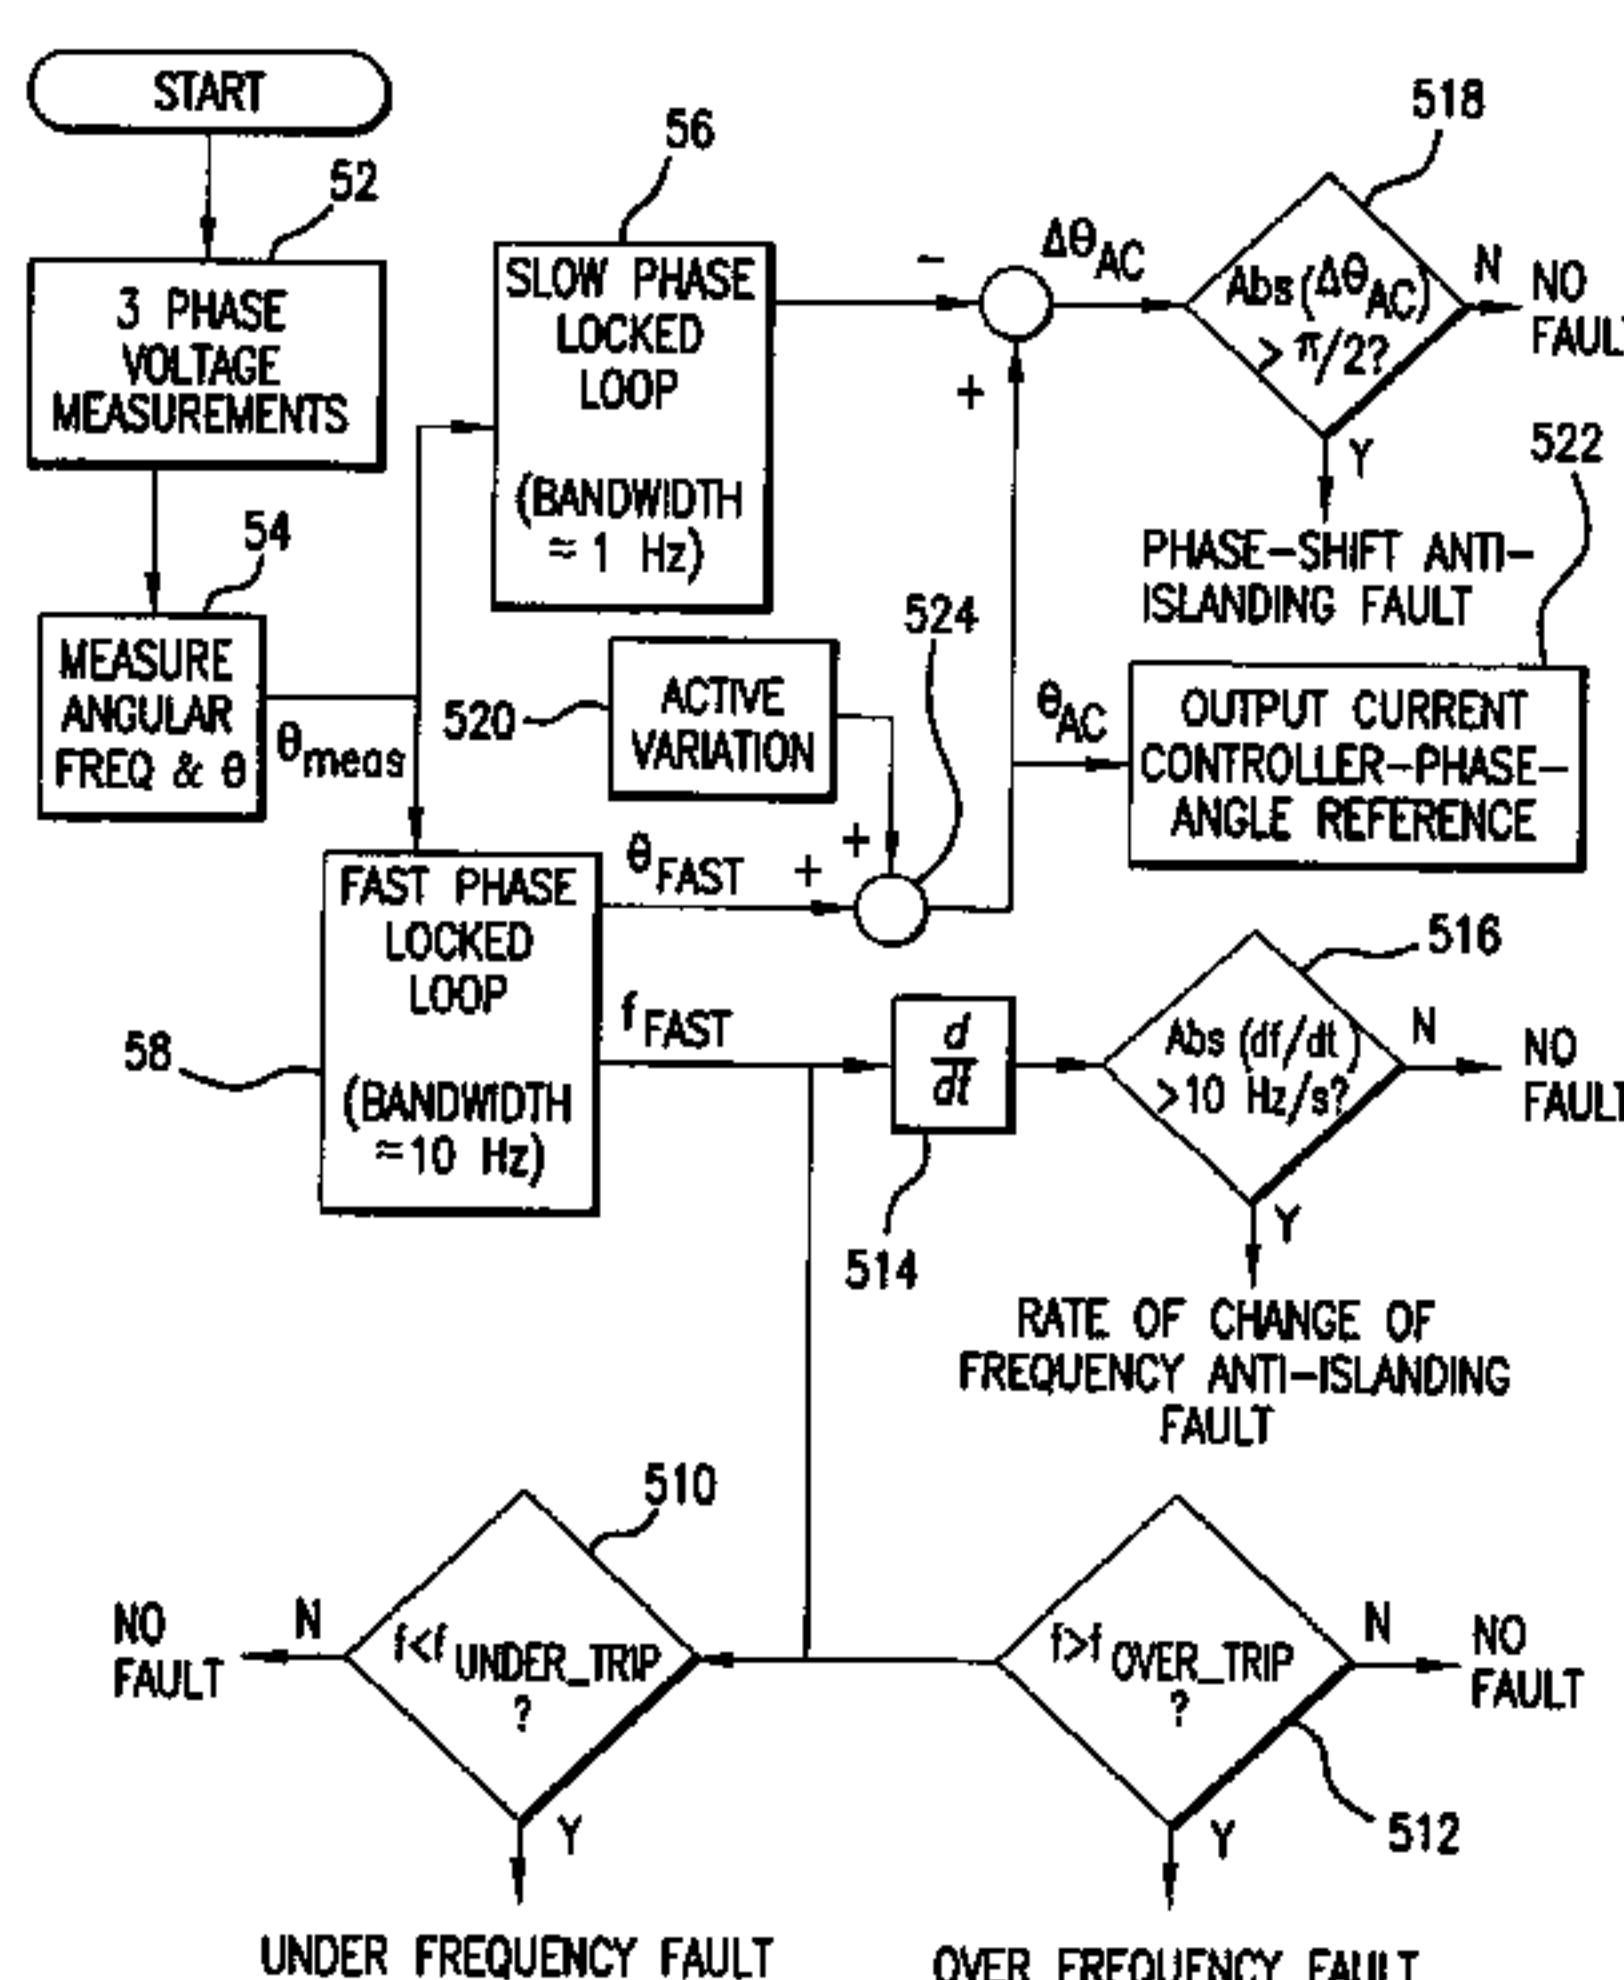 START
52
3 PHASE
VOLTAGE
MEASUREMENTS
54
MEASURE
ANGULAR
FREQ & θ
θmeas
56
SLOW PHASE
LOCKED
LOOP
(BANDWIDTH
≈ 1 Hz)
-
+
ΔθAC
518
Abs(ΔθAC)
> π/2?
N
NO
FAULT
Y
PHASE-SHIFT ANTI-
ISLANDING FAULT
522
OUTPUT CURRENT
CONTROLLER-PHASE-
ANGLE REFERENCE
θAC
520
ACTIVE
VARIATION
524
+
+
θFAST
FAST PHASE
LOCKED
LOOP
(BANDWIDTH
≈10 Hz)
58
fFAST
d
dt
514
516
Abs (df/dt)
>10 Hz/s?
N
NO
FAULT
Y
RATE OF CHANGE OF
FREQUENCY ANTI-ISLANDING
FAULT
510
f<fUNDER_TRIP
?
N
NO
FAULT
Y
UNDER FREQUENCY FAULT
f>fOVER_TRIP
?
N
NO
FAULT
512
Y
OVER FREQUENCY FAULT